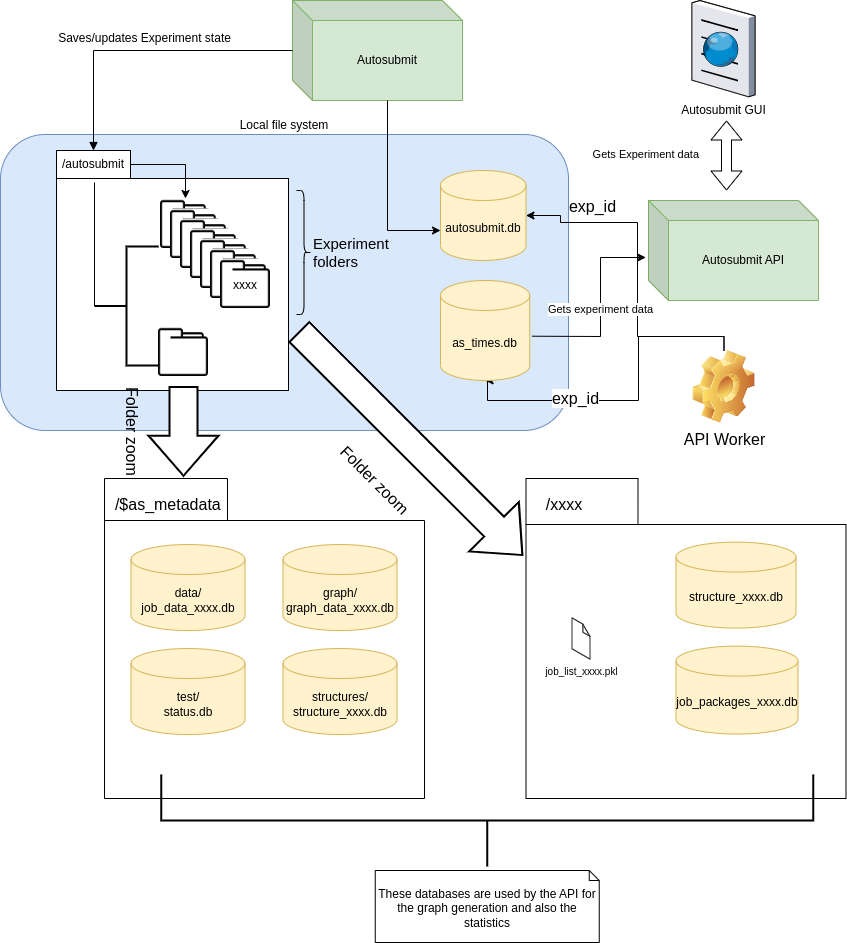 Saves/updates Experiment state
Autosubmit
Autosubmit GUI
Local file system
Gets Experiment data
/autosubmit
exp_id
autosubmit.db
Experiment
folders
Autosubmit API
xxxx
Gets experiment data
as_times.db
exp_id
API Worker
Folder zoom
Folder zoom
/$as_metadata
/xxxx
data/
job_data_xxxx.db
graph/
graph_data_xxxx.db
test/
status.db
structures/
structure_xxxx.db
structure_xxxx.db
job_list_xxxx.pkl
job_packages_xxxx.db
These databases are used by the API for
the graph generation and also the
statistics